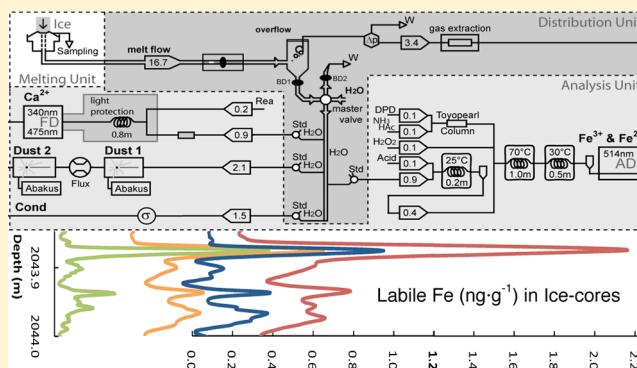 Ice
Sampling
Melting Unit
melt flow
16.7
overflow
BD1
BD2
W
W
Δp
3.4
gas extraction
Distribution Unit
H₂O
master
valve
Analysis Unit
Ca²⁺
340nm
FD
475nm
light
protection
0.8m
0.2
Rea
0.9
Std
H₂O
Dust 2
Dust 1
Abakus
Flux
Abakus
2.1
Std
H₂O
Cond
σ
1.5
Std
H₂O
H₂O
Std
DPD
0.1
NH₃
HAc
0.1
Toyopearl
Column
H₂O₂
0.1
Acid
0.1
0.9
25°C
0.2m
0.4
70°C
1.0m
30°C
0.5m
Fe³⁺ & Fe²
514nm
AD
Depth (m)
2043.9
2044.0
Labile Fe (ng·g⁻¹) in Ice-cores
0.0
0.2
0.4
0.6
0.8
1.0
1.2
1.4
1.6
1.8
2.0
2.2